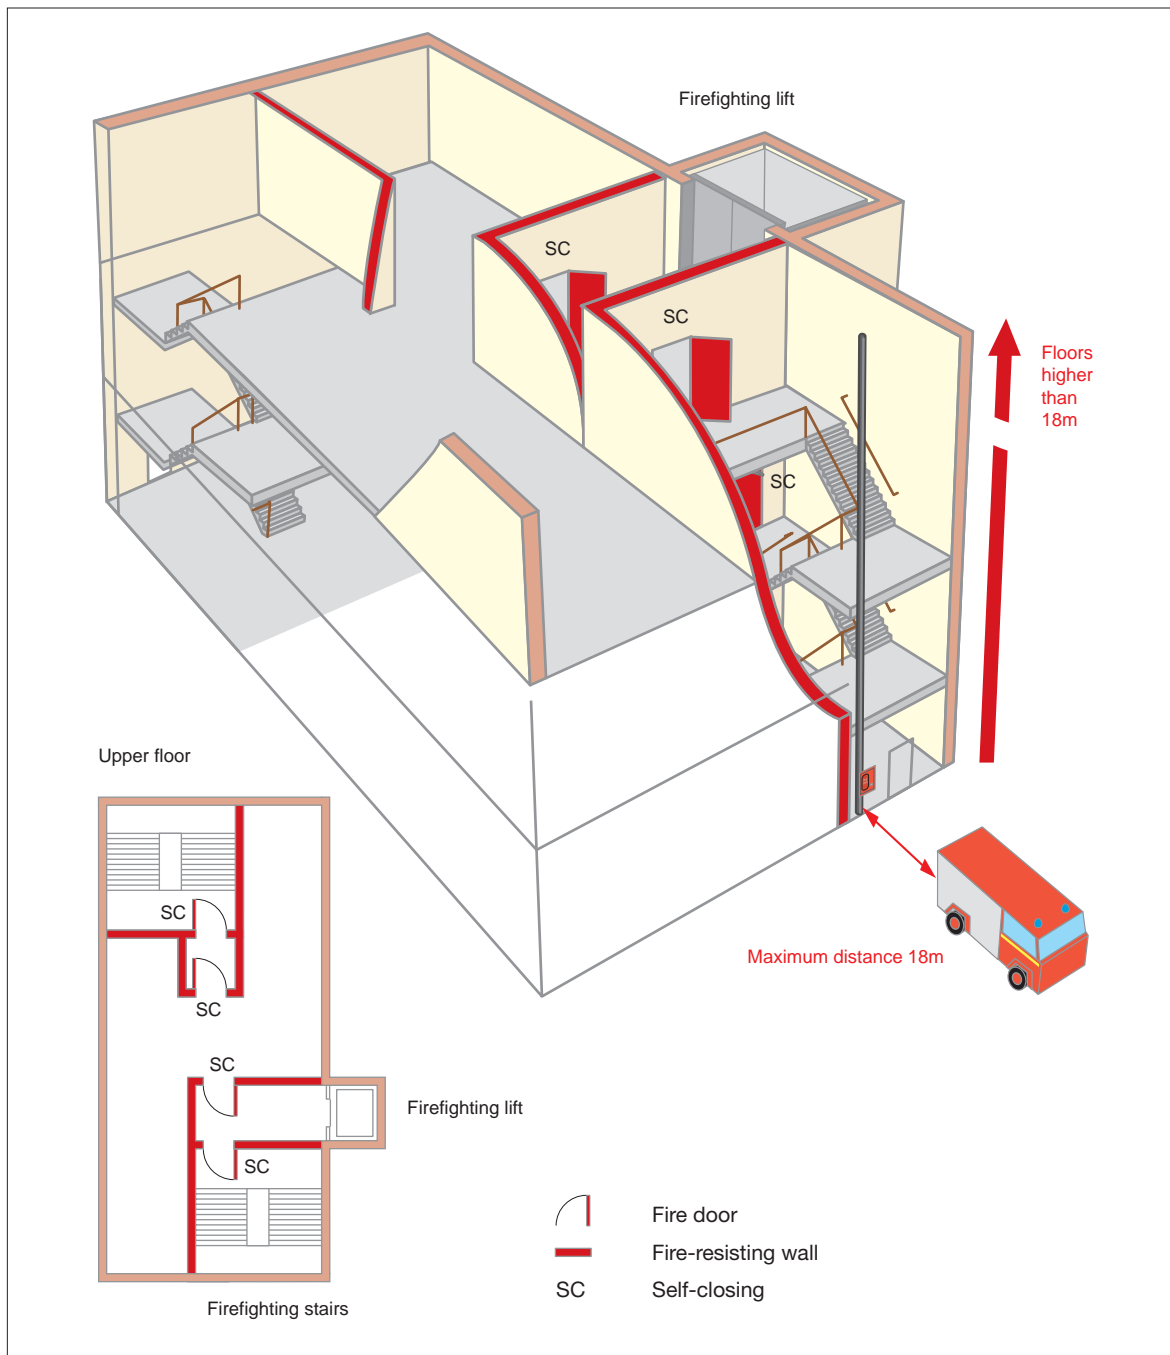 Firefighting lift
SC
SC
Floors
higher
than
18m
SC
Upper floor
Maximum distance 18m
SC
SC
SC
Firefighting lift
SC
Fire door
Fire-resisting wall
SC Self-closing
Firefighting stairs